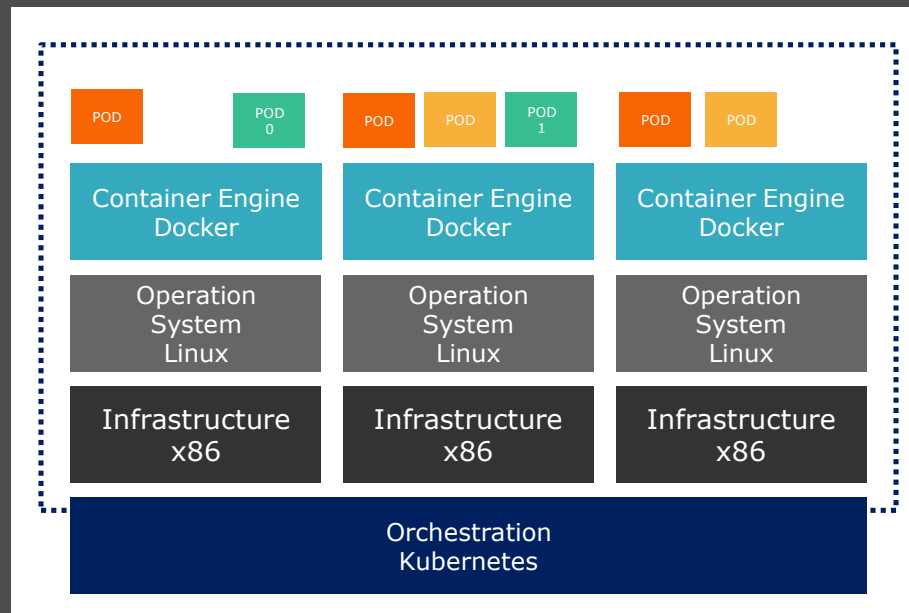 POD
POD
0
POD
POD
POD
1
POD
POD
Container Engine
Docker
Container Engine
Docker
Container Engine
Docker
Operation
System
Linux
Operation
System
Linux
Operation
System
Linux
Infrastructure
x86
Infrastructure
x86
Infrastructure
x86
Orchestration
Kubernetes